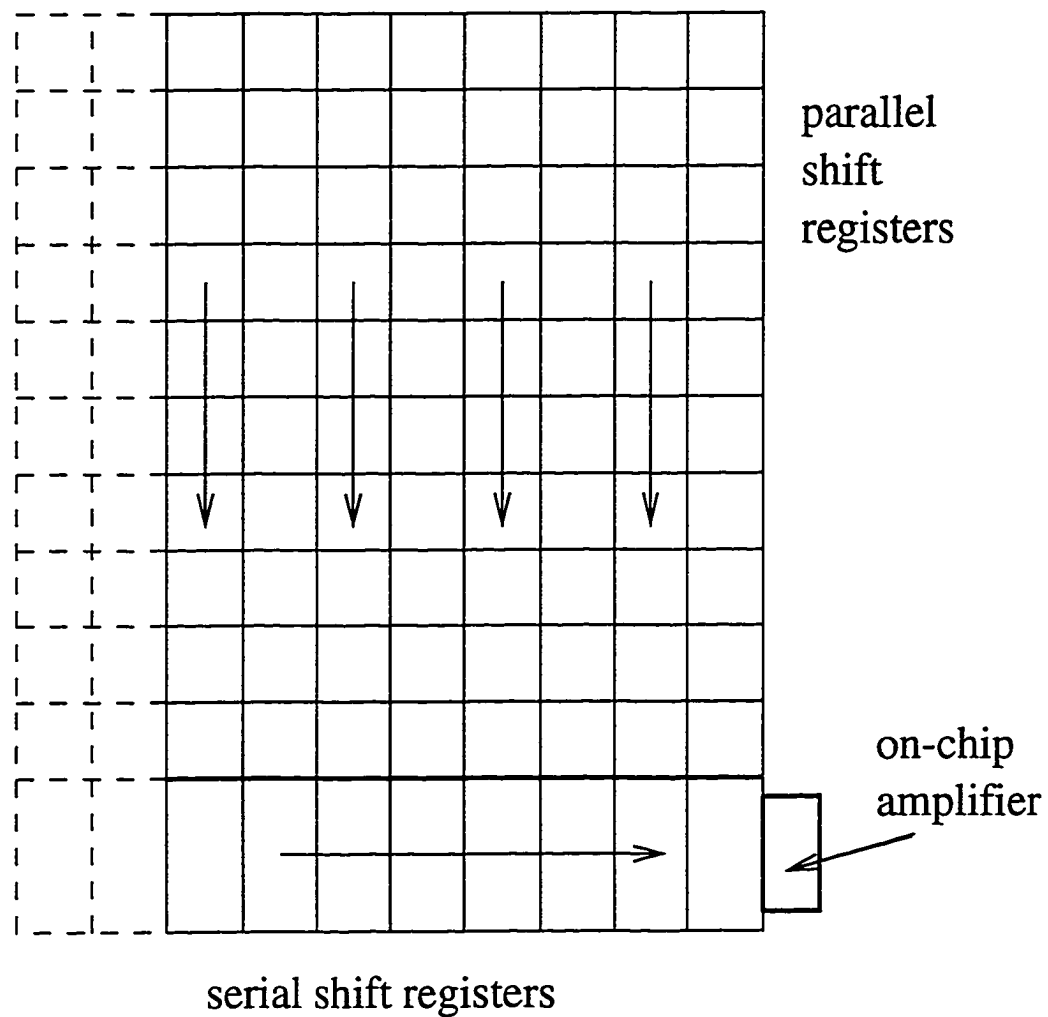 parallel
shift
registers
on-chip
amplifier
serial shift registers